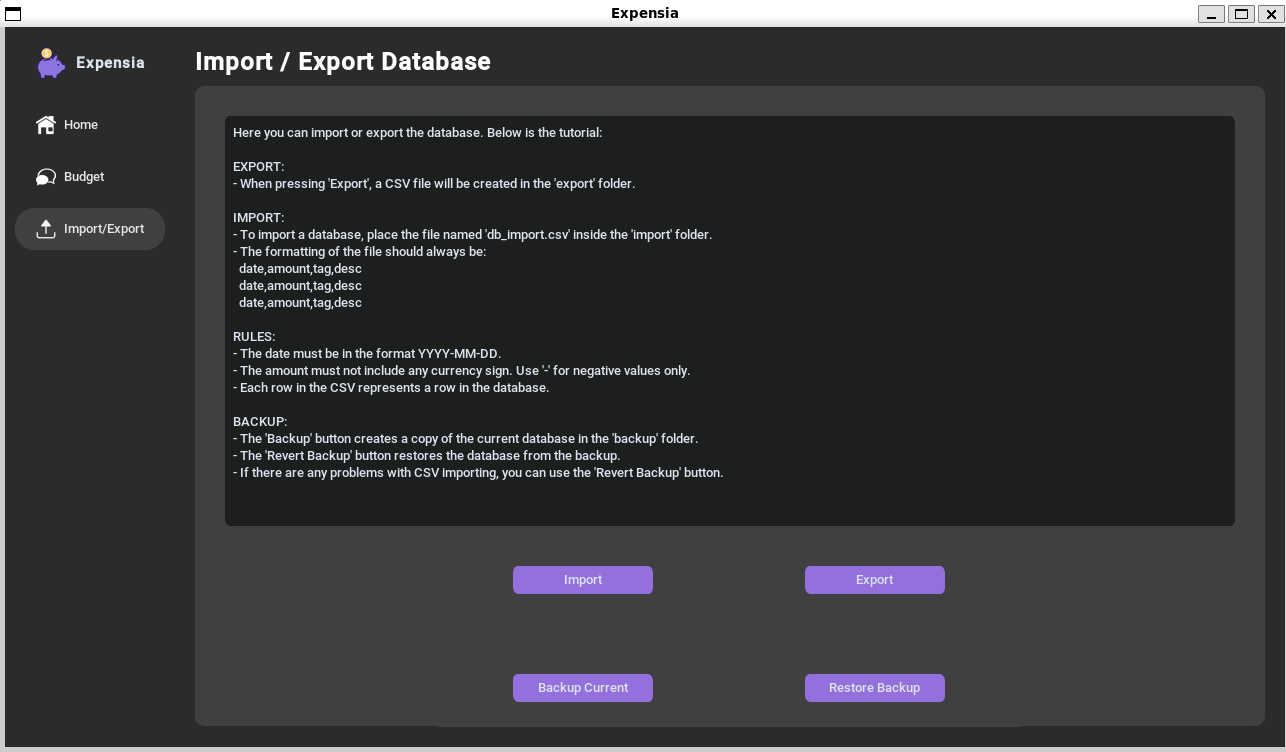 Expensia
Expensia
Import / Export Database
Home
Budget
Import/Export
Here you can import or export the database. Below is the tutorial:
EXPORT:
- When pressing 'Export', a CSV file will be created in the 'export' folder.
IMPORT:
- To import a database, place the file named 'db_import.csv' inside the 'import' folder.
- The formatting of the file should always be:
date,amount,tag,desc
date,amount,tag,desc
date,amount,tag,desc
RULES:
- The date must be in the format YYYY-MM-DD.
- The amount must not include any currency sign. Use '-' for negative values only.
- Each row in the CSV represents a row in the database.
BACKUP:
- The 'Backup' button creates a copy of the current database in the 'backup' folder.
- The 'Revert Backup' button restores the database from the backup.
- If there are any problems with CSV importing, you can use the 'Revert Backup' button.
Import
Export
Backup Current
Restore Backup